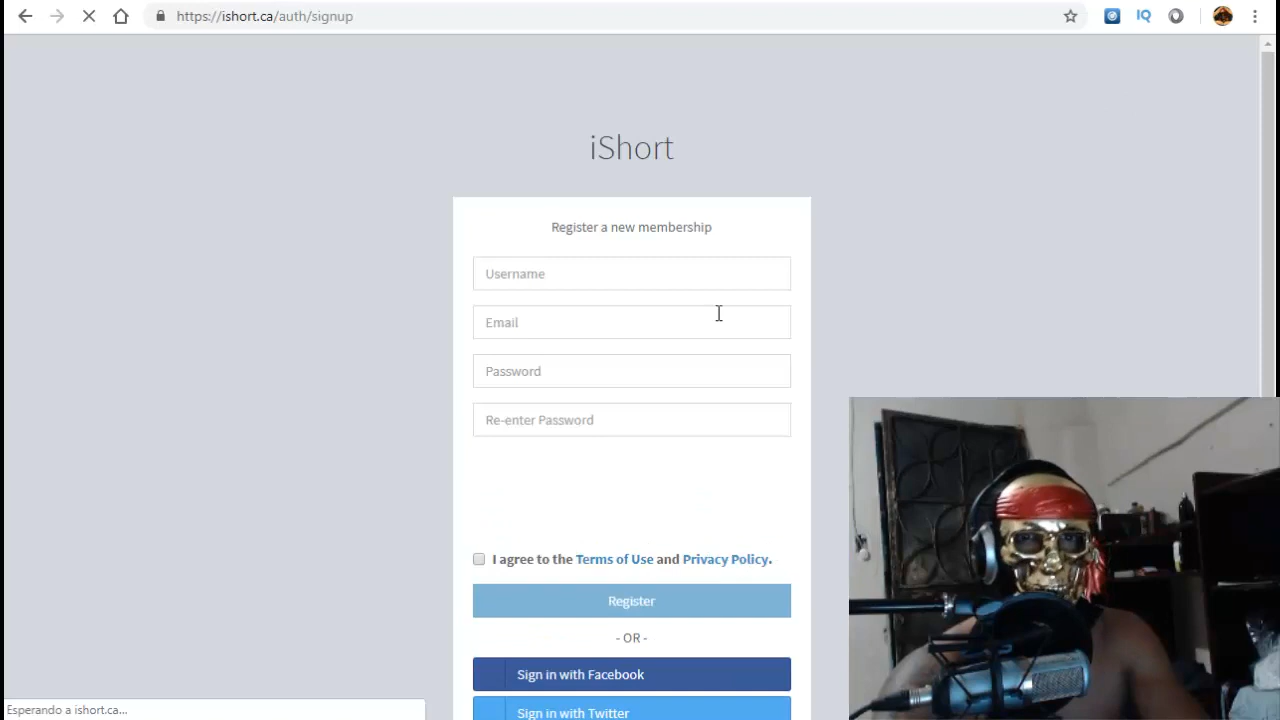 https://ishort.ca/auth/signup
IQ
iShort
Register a new membership
Username
Email
Password
Re-enter Password
I agree to the Terms of Use and Privacy Policy.
Register
- OR -
Sign in with Facebook
Sign in with Twitter
Esperando a ishort.ca...